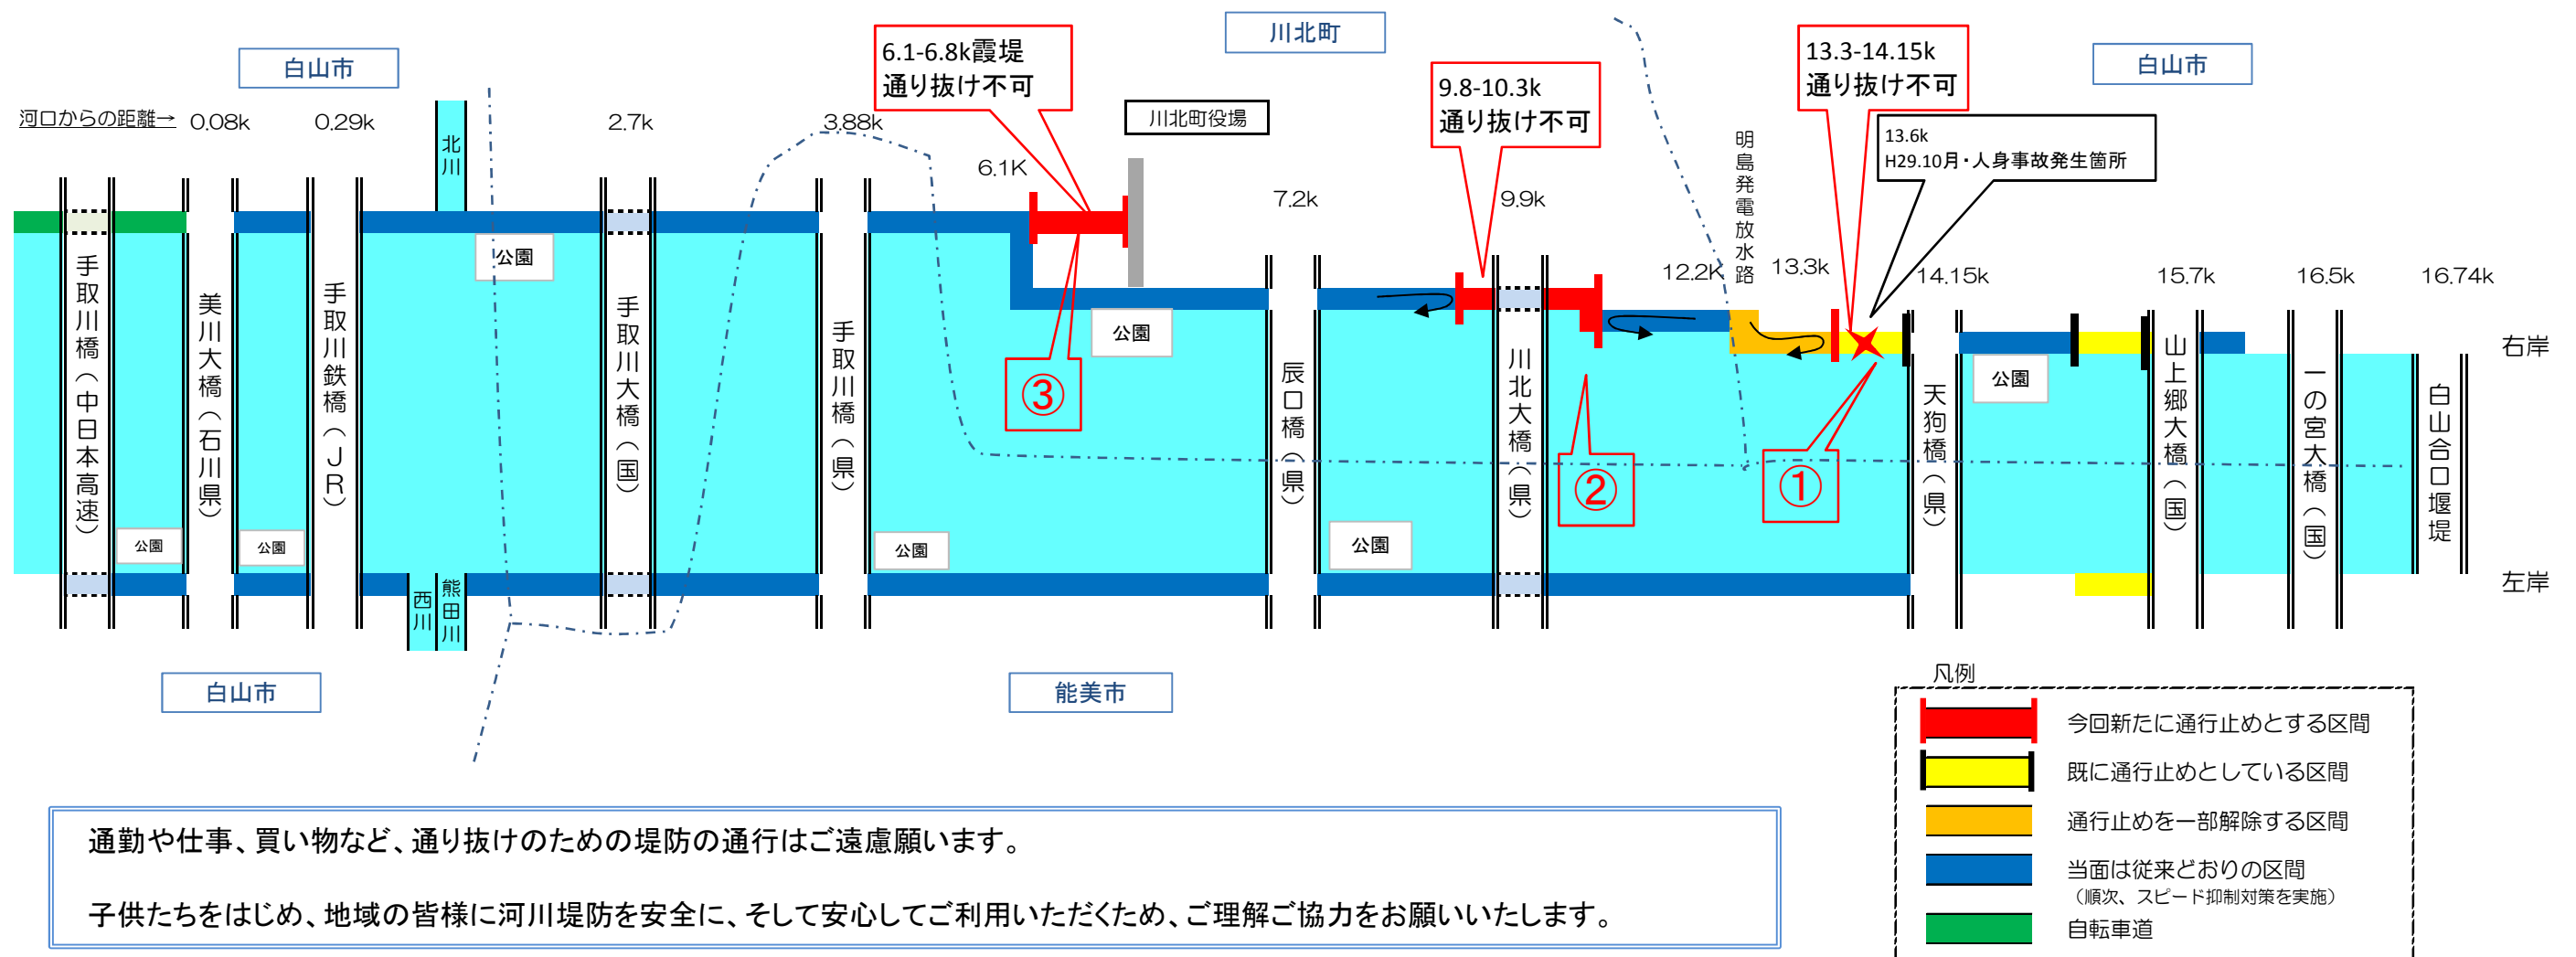 白山市
川北町
白山市
6.1-6.8k霞堤
通り抜け不可
9.8-10.3k
通り抜け不可
13.3-14.15k
通り抜け不可
13.6k
H29.10月・人身事故発生箇所
河口からの距離→
0.08k
0.29k
2.7k
3.88k
6.1K
7.2k
9.9k
12.2K
13.3k
14.15k
15.7k
16.5k
16.74k
川北町役場
北川
明島発電放水路
公園
公園
公園
右岸
手取川橋（中日本高速）
美川大橋（石川県）
手取川鉄橋（ＪＲ）
手取川大橋（国）
手取川橋（県）
辰口橋（県）
川北大橋（県）
天狗橋（県）
山上郷大橋（国）
一の宮大橋（国）
白山合口堰堤
③
②
①
公園
公園
公園
公園
西川
熊田川
左岸
白山市
能美市
凡例
今回新たに通行止めとする区間
既に通行止めとしている区間
通行止めを一部解除する区間
当面は従来どおりの区間
（順次、スピード抑制対策を実施）
自転車道
通勤や仕事、買い物など、通り抜けのための堤防の通行はご遠慮願います。
子供たちをはじめ、地域の皆様に河川堤防を安全に、そして安心してご利用いただくため、ご理解ご協力をお願いいたします。